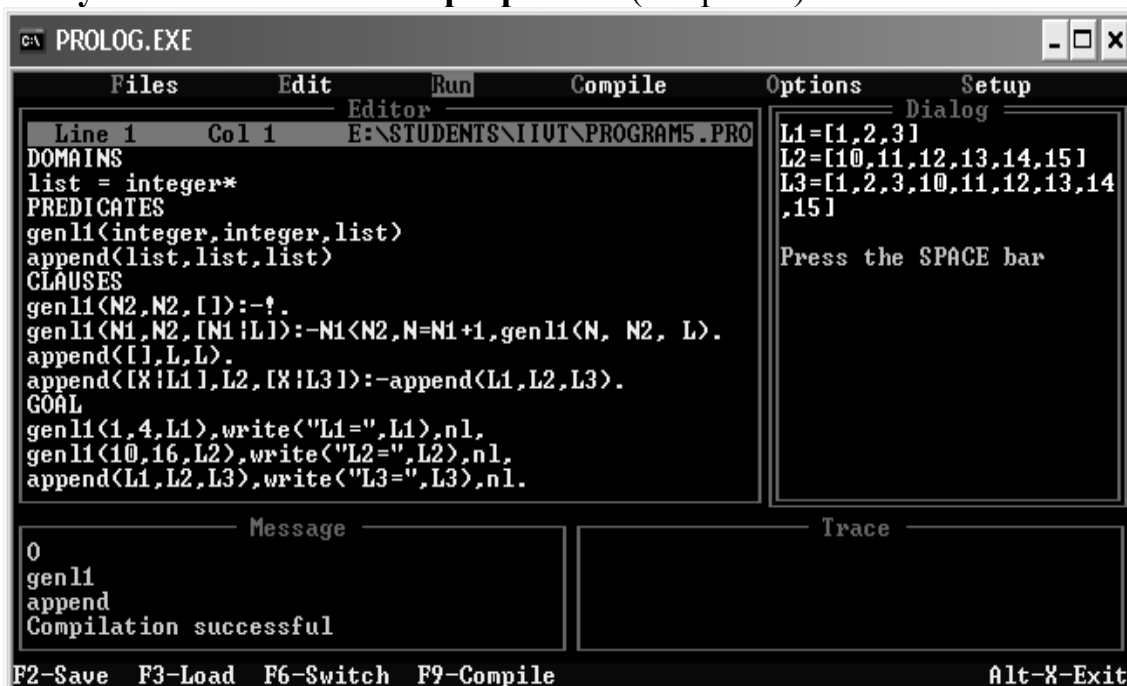 PROLOG.EXE
Files Edit Run Compile Options Setup
Editor
Line 1 Col 1 E:\STUDENTS\IIVT\PROGRAM5.PRO
DOMAINS
list = integer*
PREDICATES
genl1(integer,integer,list)
append(list,list,list)
CLAUSES
genl1(N2,N2,[]):-!.
genl1(N1,N2,[N1|L]):-N1<N2,N=N1+1,genl1(N, N2, L).
append([],L,L).
append([X|L1],L2,[X|L3]):-append(L1,L2,L3).
GOAL
genl1(1,4,L1),write("L1=",L1),nl,
genl1(10,16,L2),write("L2=",L2),nl,
append(L1,L2,L3),write("L3=",L3),nl.
Dialog
L1=[1,2,3]
L2=[10,11,12,13,14,15]
L3=[1,2,3,10,11,12,13,14
,15]
Press the SPACE bar
Message
O
genl1
append
Compilation successful
Trace
F2-Save F3-Load F6-Switch F9-Compile Alt-X-Exit